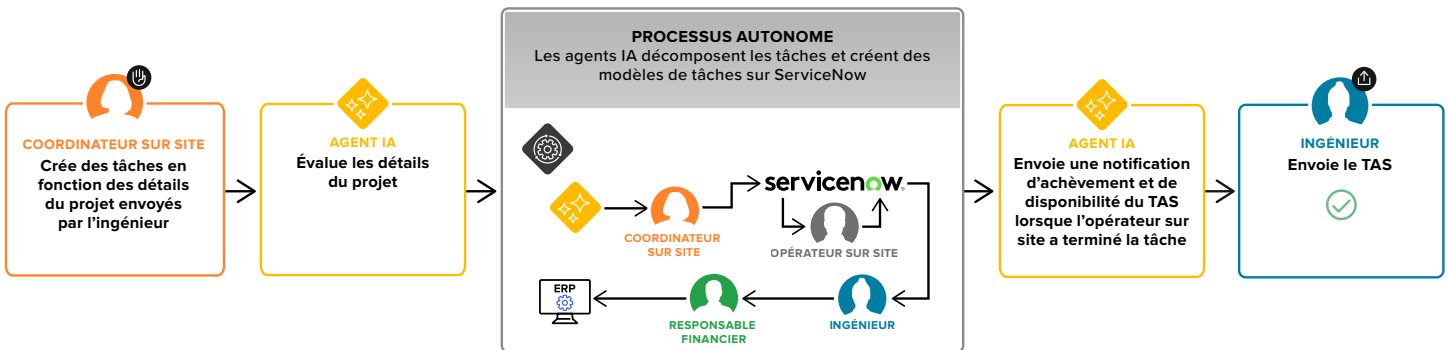 COORDINATEUR SUR SITE
Crée des tâches en
fonction des détails
du projet envoyés
par l’ingénieur
AGENT IA
Évalue les détails
du projet
PROCESSUS AUTONOME
Les agents IA décomposent les tâches et créent des
modèles de tâches sur ServiceNow
servicenow.
COORDINATEUR
SUR SITE
OPÉRATEUR SUR SITE
ERP
RESPONSABLE
FINANCIER
INGÉNIEUR
AGENT IA
Envoie une notification
d’achèvement et de
disponibilité du TAS
lorsque l’opérateur sur
site a terminé la tâche
INGÉNIEUR
Envoie le TAS